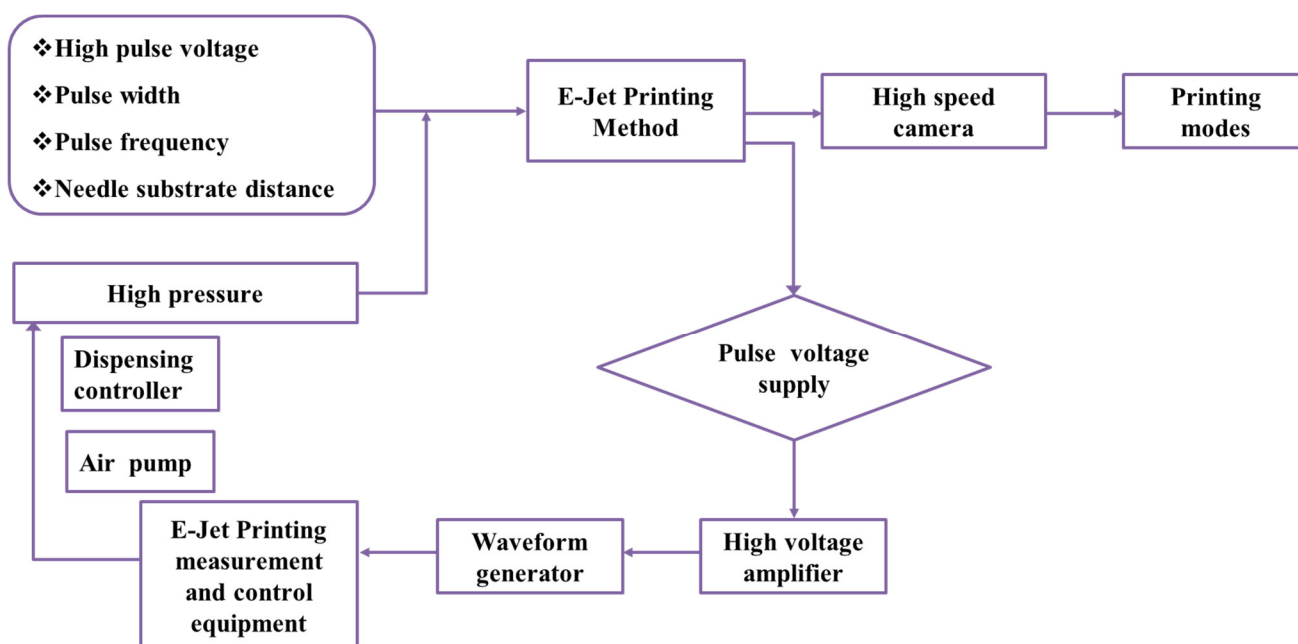 ❖High pulse voltage
❖Pulse width
❖Pulse frequency
❖Needle substrate distance
E-Jet Printing
Method
High speed
camera
Printing
modes
High pressure
Dispensing
controller
Air pump
Pulse voltage
supply
E-Jet Printing
measurement
and control
equipment
Waveform
generator
High voltage
amplifier